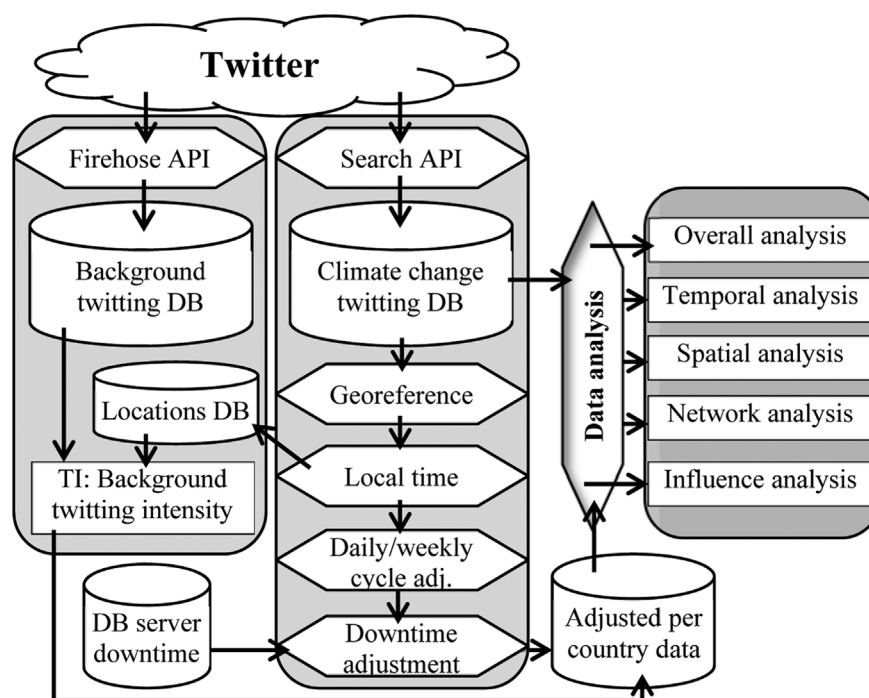 Twitter
Firehose API
Background
twitting DB
Locations DB
TI: Background
twitting intensity
DB server
downtime
Search API
Climate change
twitting DB
Georeference
Local time
Daily/weekly
cycle adj.
Downtime
adjustment
Adjusted per
country data
Data analysis
Overall analysis
Temporal analysis
Spatial analysis
Network analysis
Influence analysis